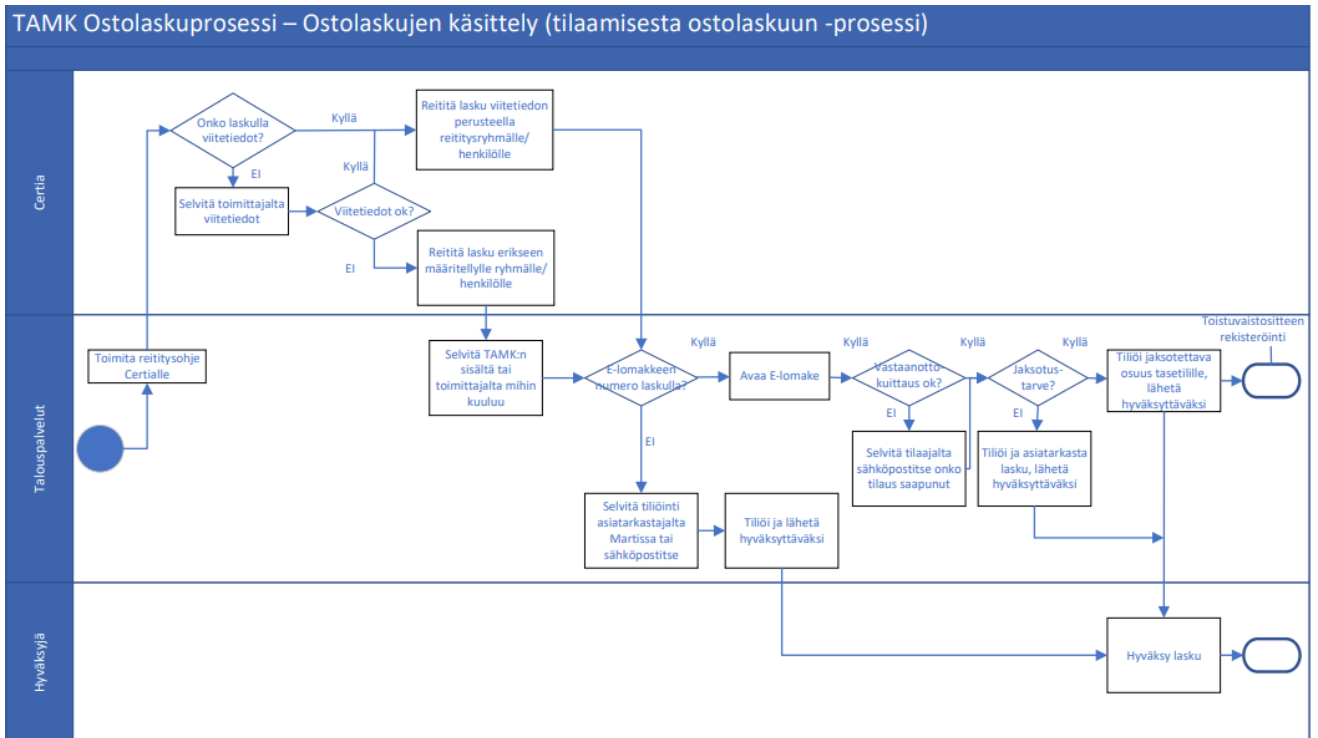 TAMK Ostolaskuprosessi – Ostolaskujen käsittely (tilaamisesta ostolaskuun -prosessi)
Certia
Onko laskulla
viitetiedot?
Kyllä
Reititä lasku viitetiedon
perusteella
reititysryhmälle/
henkilölle
EI
Kyllä
Selvitä toimittajalta
viitetiedot
Viitetiedot ok?
EI
Reititä lasku erikseen
määritellylle ryhmälle/
henkilölle
Talouspalvelut
Toimita reititysohje
Certialle
Selvitä TAMK:n
sisältä tai
toimittajalta mihin
kuuluu
E-lomakkeen
numero laskulla?
Kyllä
Avaa E-lomake
Kyllä
Vastaanotto-
kuittaus ok?
Kyllä
Jaksotus-
tarve?
Kyllä
Tiliöi jaksotettava
osuus tasetilille,
lähetä
hyväksyttäväksi
Toistuvaistositteen
rekisteröinti
EI
EI
EI
Selvitä tilaajalta
sähköpostitse onko
tilaus saapunut
Tiliöi ja asiatarkasta
lasku, lähetä
hyväksyttäväksi
Selvitä tiliöinti
asiatarkastajalta
Martissa tai
sähköpostitse
Tiliöi ja lähetä
hyväksyttäväksi
Hyväksyjä
Hyväksy lasku